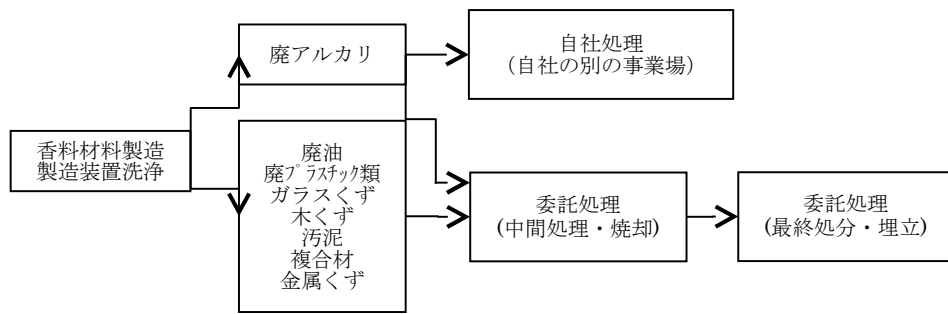 香料材料製造
製造装置洗浄
廃アルカリ
廃油
廃プラスチック類
ガラスくず
木くず
汚泥
複合材
金属くず
自社処理
（自社の別の事業場）
委託処理
(中間処理・焼却)
委託処理
(最終処分・埋立)